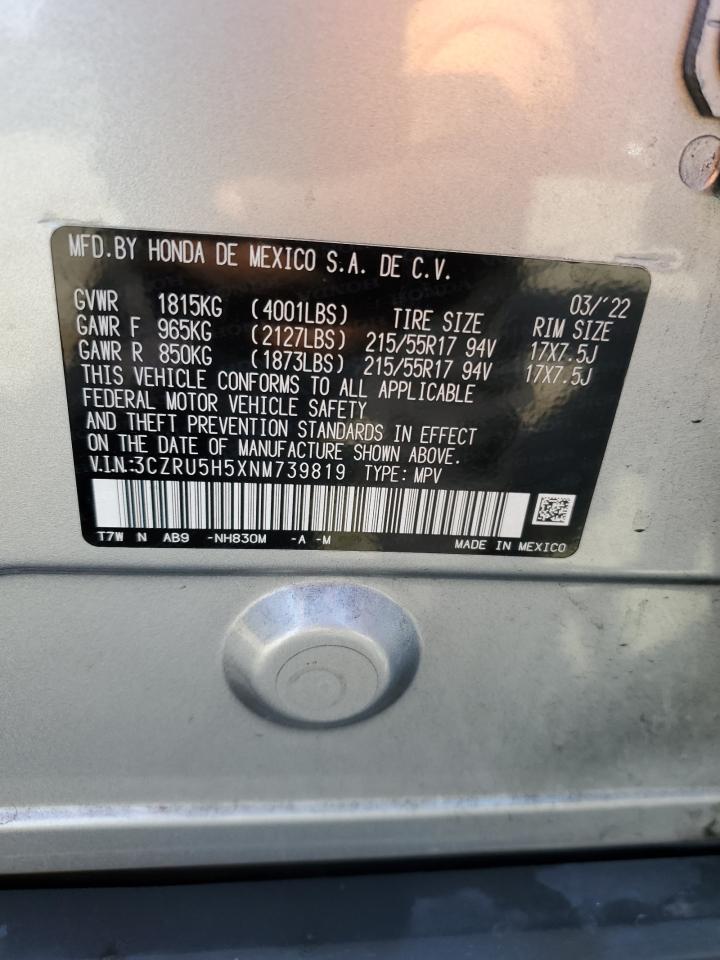 MFD.BY HONDA DE MEXICO S.A. DE C.V.
03/'22
GVWR 1815KG (4001LBS) TIRE SIZE RIM SIZE
GAWR F 965KG (2127LBS) 215/55R17 94V 17X7.5J
GAWR R 850KG (1873LBS) 215/55R17 94V 17X7.5J
THIS VEHICLE CONFORMS TO ALL APPLICABLE
FEDERAL MOTOR VEHICLE SAFETY
AND THEFT PREVENTION STANDARDS IN EFFECT
ON THE DATE OF MANUFACTURE SHOWN ABOVE.
V.I.N.:3CZRU5H5XNM739819 TYPE: MPV
T7W N AB9 -NH830M -A -M MADE IN MEXICO